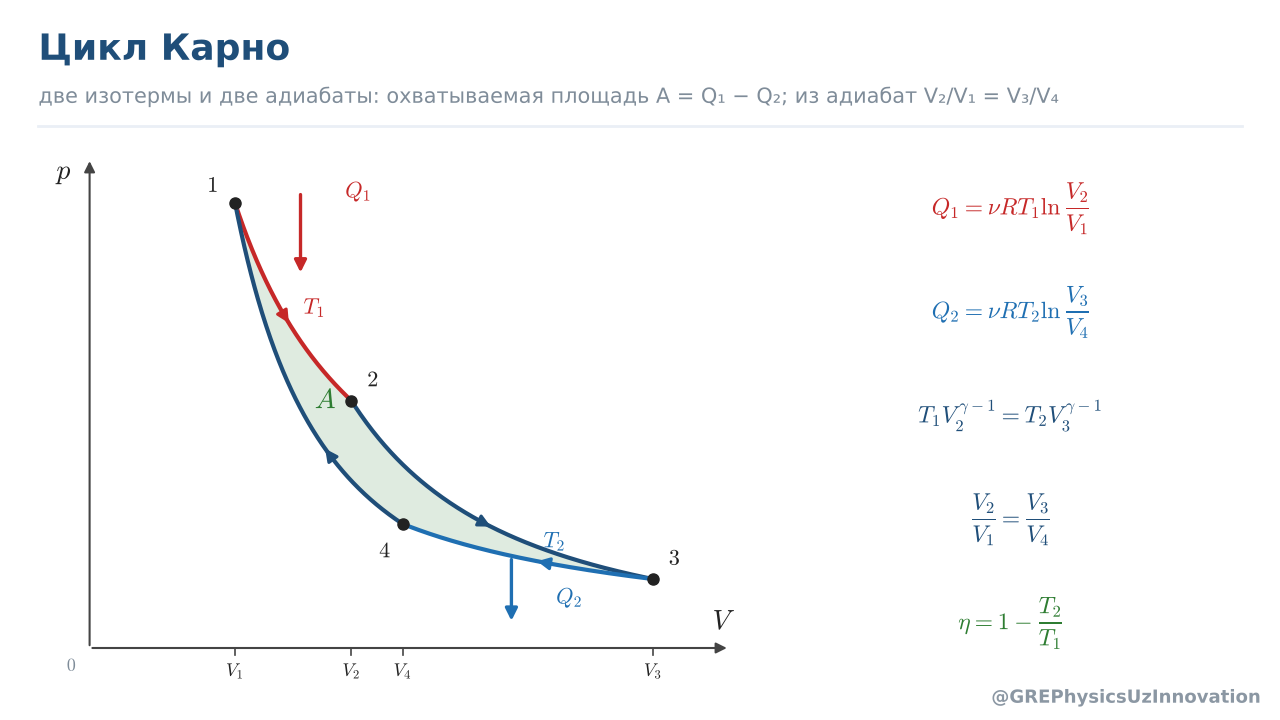 Цикл Карно
две изотермы и две адиабаты: охватываемая площадь A = Q₁ − Q₂; из адиабат V₂/V₁ = V₃/V₄
p
1
Q₁
T₁
2
A
4
T₂
3
Q₂
V
0
V₁ V₂ V₄ V₃
Q₁ = νRT₁ ln V₂/V₁
Q₂ = νRT₂ ln V₃/V₄
T₁V₂^{γ−1} = T₂V₃^{γ−1}
V₂/V₁ = V₃/V₄
η = 1 − T₂/T₁
@GREPhysicsUzInnovation